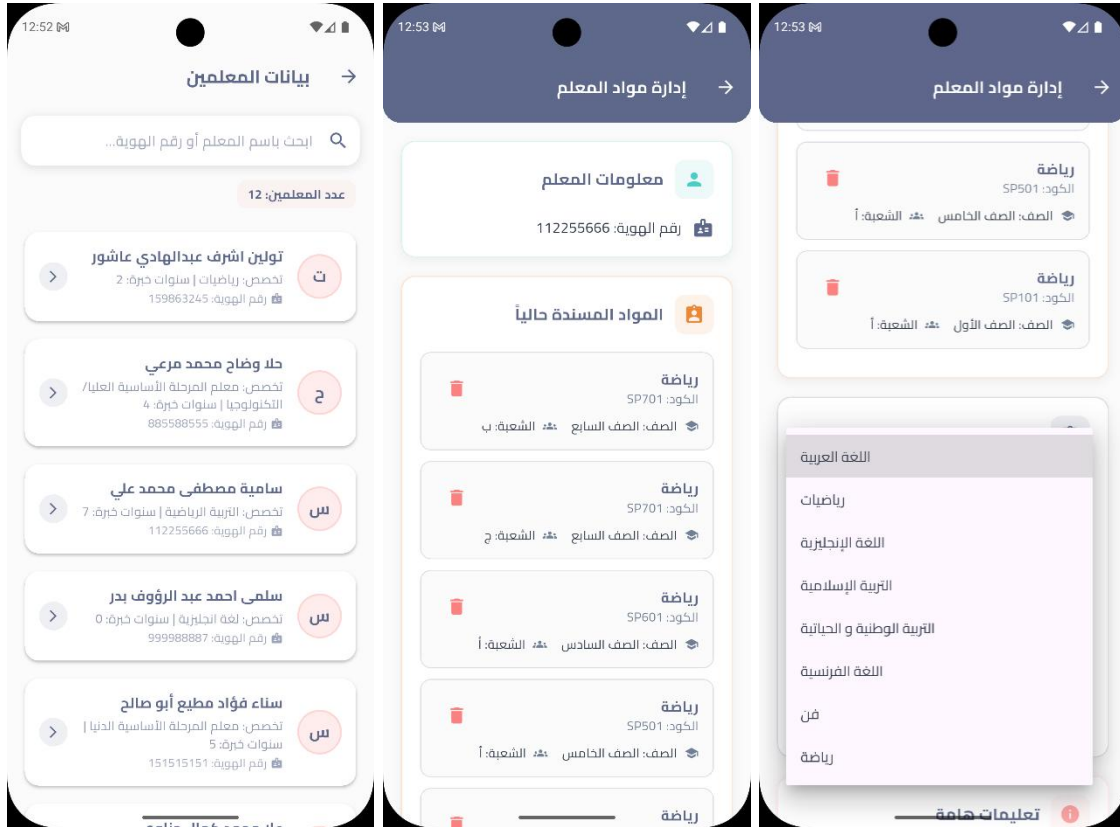 12:52
بيانات المعلمين
ابحث باسم المعلم أو رقم الهوية...
عدد المعلمين: 12
ت
تولين اشرف عبدالهادي عاشور
تخصص: رياضيات | سنوات خبرة: 2
رقم الهوية: 159863245
ح
حلا وضاح محمد مرعي
تخصص: معلم المرحلة الأساسية العليا/
التكنولوجيا | سنوات خبرة: 4
رقم الهوية: 885588555
س
سامية مصطفى محمد علي
تخصص: التربية الرياضية | سنوات خبرة: 7
رقم الهوية: 112255666
س
سلمى احمد عبد الرؤوف بدر
تخصص: لغة انجليزية | سنوات خبرة: 0
رقم الهوية: 999988887
س
سناء فؤاد مطيع أبو صالح
تخصص: معلم المرحلة الأساسية الدنيا |
سنوات خبرة: 5
رقم الهوية: 151515151
12:53
إدارة مواد المعلم
معلومات المعلم
رقم الهوية: 112255666
المواد المسندة حالياً
رياضة
الكود: SP701
الصف: الصف السابع الشعبة: ب
رياضة
الكود: SP701
الصف: الصف السابع الشعبة: ج
رياضة
الكود: SP601
الصف: الصف السادس الشعبة: أ
رياضة
الكود: SP501
الصف: الصف الخامس الشعبة: أ
رياضة
12:53
إدارة مواد المعلم
رياضة
الكود: SP501
الصف: الصف الخامس الشعبة: أ
رياضة
الكود: SP101
الصف: الصف الأول الشعبة: أ
اللغة العربية
رياضيات
اللغة الإنجليزية
التربية الإسلامية
التربية الوطنية و الحياتية
اللغة الفرنسية
فن
رياضة
تعليمات هامة